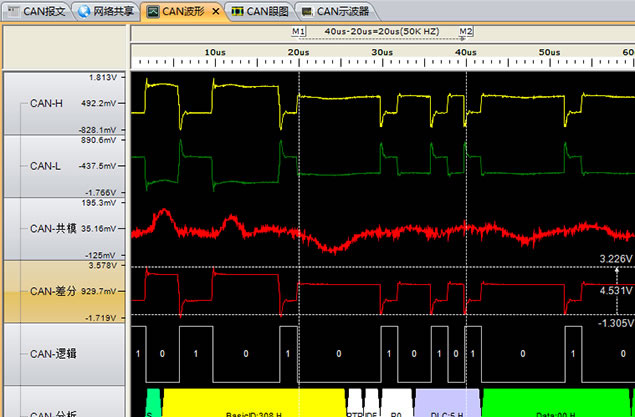 CAN报文 网络共享 CAN波形 CAN眼图 CAN示波器
M1 40us-20us=20us(50K HZ) M2
10us 20us 30us 40us 50us 60
1.813V
CAN-H 492.2mV
-828.1mV
890.6mV
CAN-L -437.5mV
-1.766V
195.3mV
CAN-共模 35.16mV
-125mV
3.578V
CAN-差分 929.7mV
-1.719V
3.226V
4.531V
-1.305V
CAN-逻辑
1 0 1 0 1 0 1 0 1 0 1 0 1 0
CAN-分析
S BasicID:308 H RTR IDE R0 DLC:5 H Data:00 H